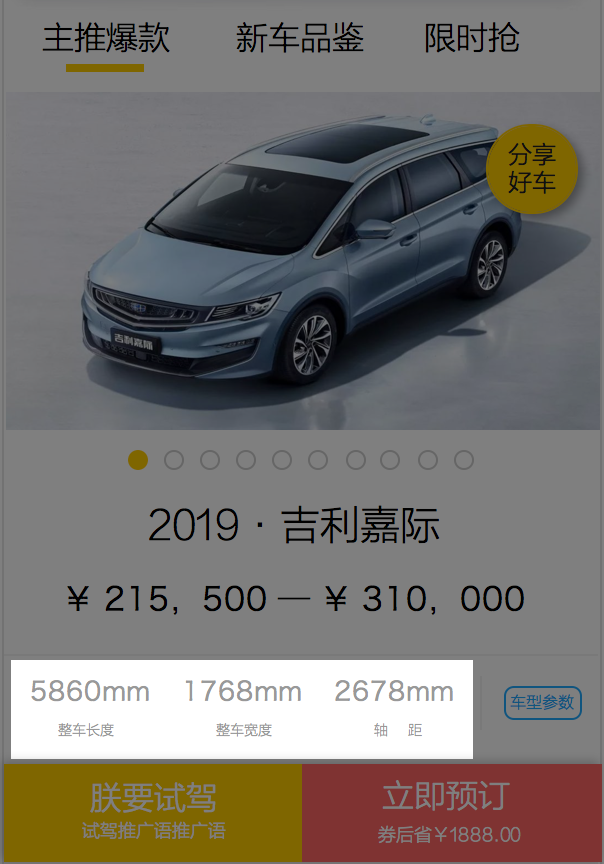 主推爆款 新车品鉴 限时抢
分享
好车
吉利嘉际
2019 · 吉利嘉际
¥ 215, 500 — ¥ 310, 000
5860mm 1768mm 2678mm
整车长度 整车宽度 轴 距
车型参数
朕要试驾 立即预订
试驾推广语推广语 券后省¥1888.00